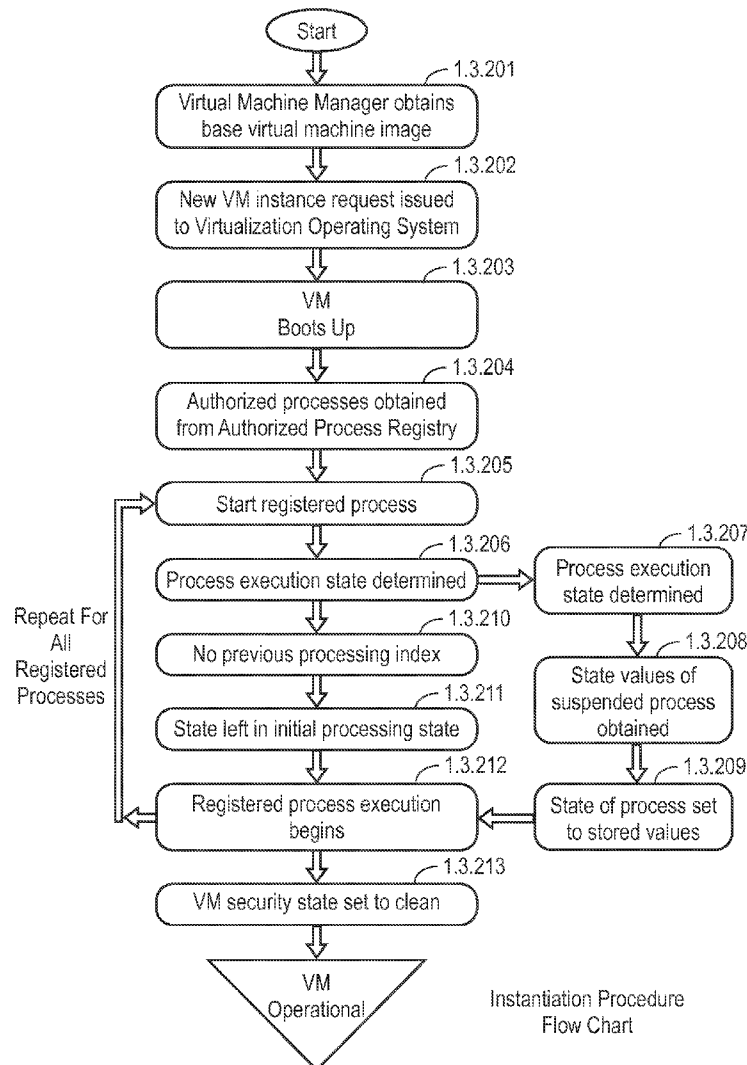 Start
1.3.201
Virtual Machine Manager obtains
base virtual machine image
1.3.202
New VM instance request issued
to Virtualization Operating System
1.3.203
VM
Boots Up
1.3.204
Authorized processes obtained
from Authorized Process Registry
1.3.205
Start registered process
1.3.206
Process execution state determined
1.3.207
Process execution
state determined
1.3.208
State values of
suspended process
obtained
1.3.209
State of process set
to stored values
1.3.210
No previous processing index
1.3.211
State left in initial processing state
1.3.212
Registered process execution
begins
Repeat For
All
Registered
Processes
1.3.213
VM security state set to clean
VM
Operational
Instantiation Procedure
Flow Chart